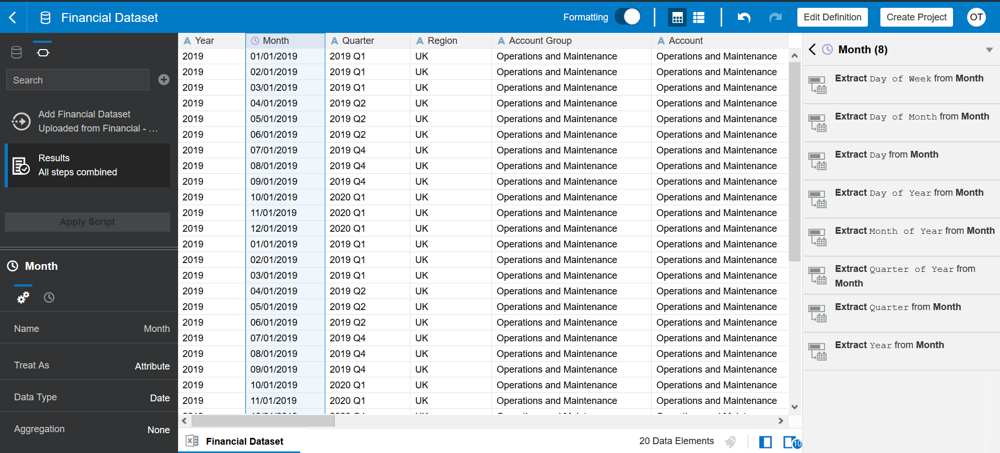 Financial Dataset
Formatting
Edit Definition
Create Project
OT
Search
Add Financial Dataset
Uploaded from Financial - ...
Results
All steps combined
Apply Script
Month
Name Month
Treat As Attribute
Data Type Date
Aggregation None
A Year Month A Quarter A Region A Account Group A Account
2019 01/01/2019 2019 Q1 UK Operations and Maintenance Operations and Maintenance
2019 02/01/2019 2019 Q1 UK Operations and Maintenance Operations and Maintenance
2019 03/01/2019 2019 Q1 UK Operations and Maintenance Operations and Maintenance
2019 04/01/2019 2019 Q2 UK Operations and Maintenance Operations and Maintenance
2019 05/01/2019 2019 Q2 UK Operations and Maintenance Operations and Maintenance
2019 06/01/2019 2019 Q2 UK Operations and Maintenance Operations and Maintenance
2019 07/01/2019 2019 Q4 UK Operations and Maintenance Operations and Maintenance
2019 08/01/2019 2019 Q4 UK Operations and Maintenance Operations and Maintenance
2019 09/01/2019 2019 Q4 UK Operations and Maintenance Operations and Maintenance
2019 10/01/2019 2020 Q1 UK Operations and Maintenance Operations and Maintenance
2019 11/01/2019 2020 Q1 UK Operations and Maintenance Operations and Maintenance
2019 12/01/2019 2020 Q1 UK Operations and Maintenance Operations and Maintenance
2019 01/01/2019 2019 Q1 UK Operations and Maintenance Operations and Maintenance
2019 02/01/2019 2019 Q1 UK Operations and Maintenance Operations and Maintenance
2019 03/01/2019 2019 Q1 UK Operations and Maintenance Operations and Maintenance
2019 04/01/2019 2019 Q2 UK Operations and Maintenance Operations and Maintenance
2019 05/01/2019 2019 Q2 UK Operations and Maintenance Operations and Maintenance
2019 06/01/2019 2019 Q2 UK Operations and Maintenance Operations and Maintenance
2019 07/01/2019 2019 Q4 UK Operations and Maintenance Operations and Maintenance
2019 08/01/2019 2019 Q4 UK Operations and Maintenance Operations and Maintenance
2019 09/01/2019 2019 Q4 UK Operations and Maintenance Operations and Maintenance
2019 10/01/2019 2020 Q1 UK Operations and Maintenance Operations and Maintenance
2019 11/01/2019 2020 Q1 UK Operations and Maintenance Operations and Maintenance
Financial Dataset
20 Data Elements
10
Month (8)
Extract Day of Week from Month
Extract Day of Month from Month
Extract Day from Month
Extract Day of Year from Month
Extract Month of Year from Month
Extract Quarter of Year from
Month
Extract Quarter from Month
Extract Year from Month